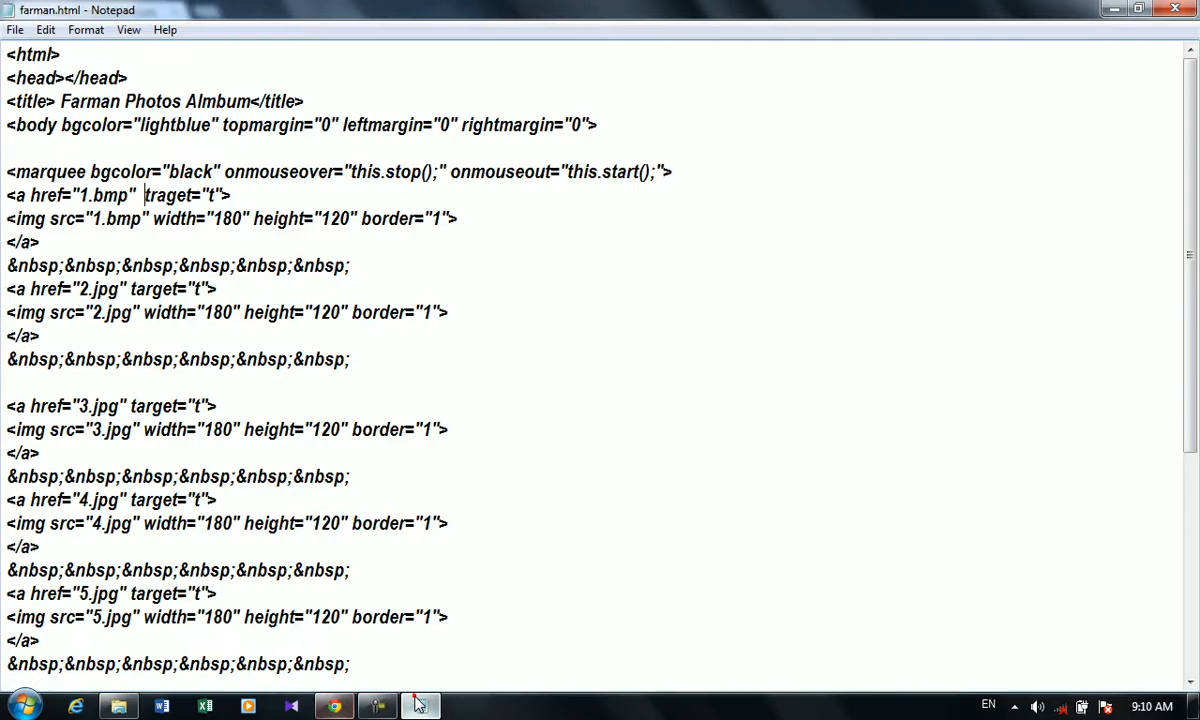 farman.html - Notepad
File Edit Format View Help
<html>
<head></head>
<title> Farman Photos Almbum</title>
<body bgcolor="lightblue" topmargin="0" leftmargin="0" rightmargin="0">
<marquee bgcolor="black" onmouseover="this.stop();" onmouseout="this.start();">
<a href="1.bmp" traget="t">
<img src="1.bmp" width="180" height="120" border="1">
</a>
&nbsp;&nbsp;&nbsp;&nbsp;&nbsp;&nbsp;
<a href="2.jpg" target="t">
<img src="2.jpg" width="180" height="120" border="1">
</a>
&nbsp;&nbsp;&nbsp;&nbsp;&nbsp;&nbsp;
<a href="3.jpg" target="t">
<img src="3.jpg" width="180" height="120" border="1">
</a>
&nbsp;&nbsp;&nbsp;&nbsp;&nbsp;&nbsp;
<a href="4.jpg" target="t">
<img src="4.jpg" width="180" height="120" border="1">
</a>
&nbsp;&nbsp;&nbsp;&nbsp;&nbsp;&nbsp;
<a href="5.jpg" target="t">
<img src="5.jpg" width="180" height="120" border="1">
</a>
&nbsp;&nbsp;&nbsp;&nbsp;&nbsp;&nbsp;
EN 9:10 AM